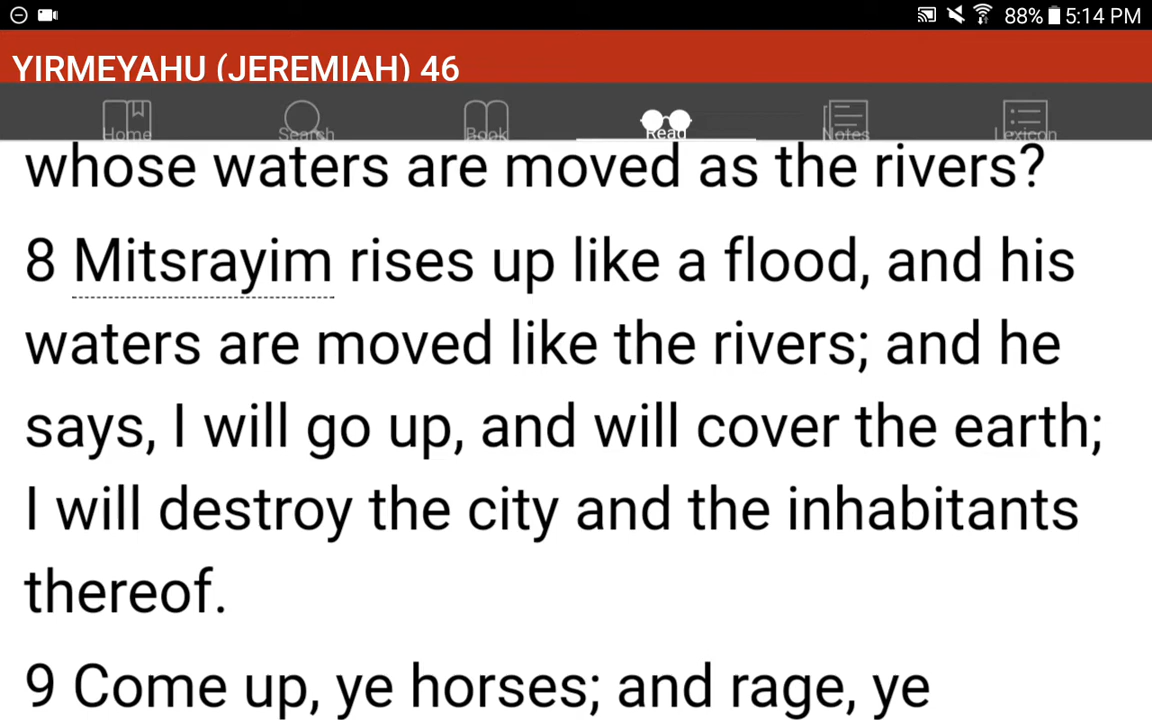 88% 5:14 PM
YIRMEYAHU (JEREMIAH) 46
Home Search Book Read Notes Lexicon
whose waters are moved as the rivers?
8 Mitsrayim rises up like a flood, and his
waters are moved like the rivers; and he
says, I will go up, and will cover the earth;
I will destroy the city and the inhabitants
thereof.
9 Come up, ye horses; and rage, ye